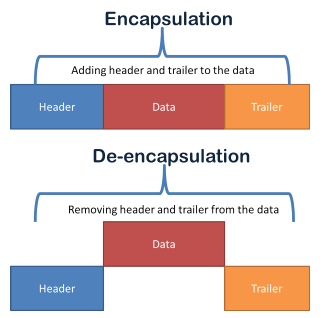 Encapsulation
Adding header and trailer to the data
Header Data Trailer
De-encapsulation
Removing header and trailer from the data
Data
Header Trailer